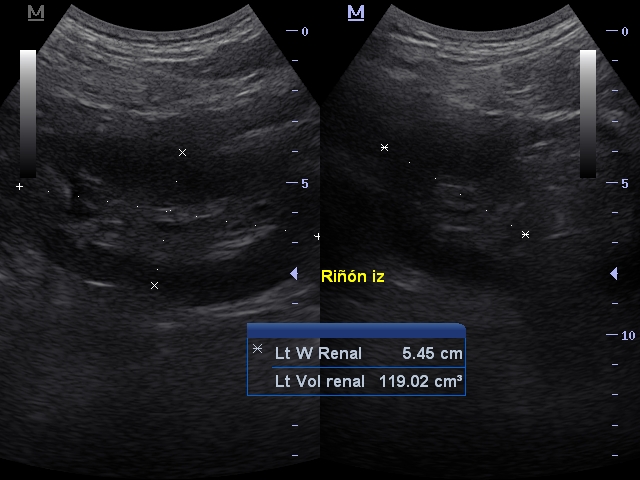 M M
0 0
5 5
Riñón iz
10
Lt W Renal 5.45 cm
Lt Vol renal 119.02 cm³